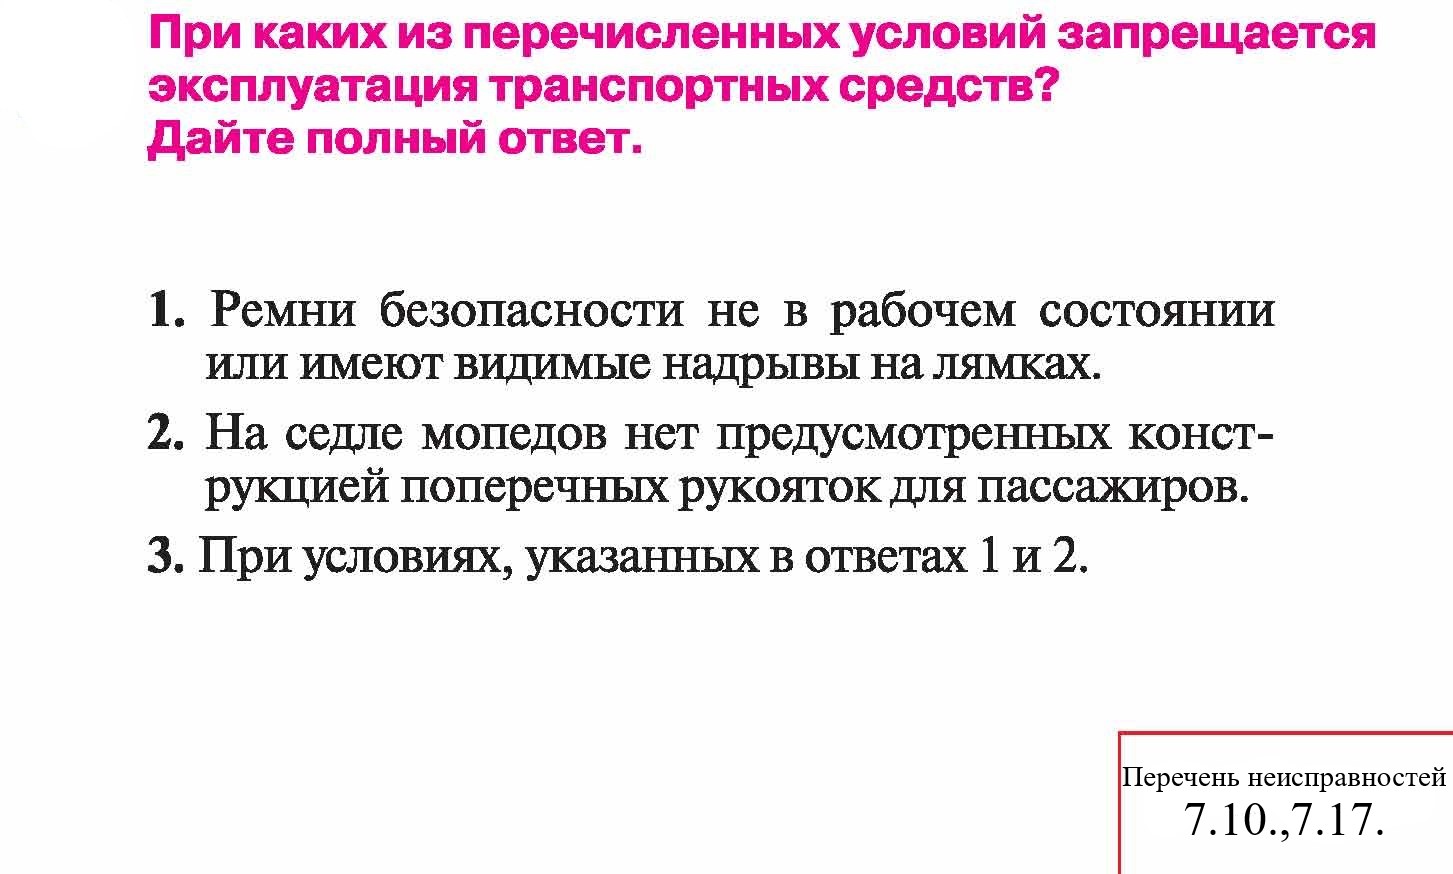 При каких из перечисленных условий запрещается
эксплуатация транспортных средств?
Дайте полный ответ.
1. Ремни безопасности не в рабочем состоянии
или имеют видимые надрывы на лямках.
2. На седле мопедов нет предусмотренных конст-
рукцией поперечных рукояток для пассажиров.
3. При условиях, указанных в ответах 1 и 2.
Перечень неисправностей
7.10.,7.17.